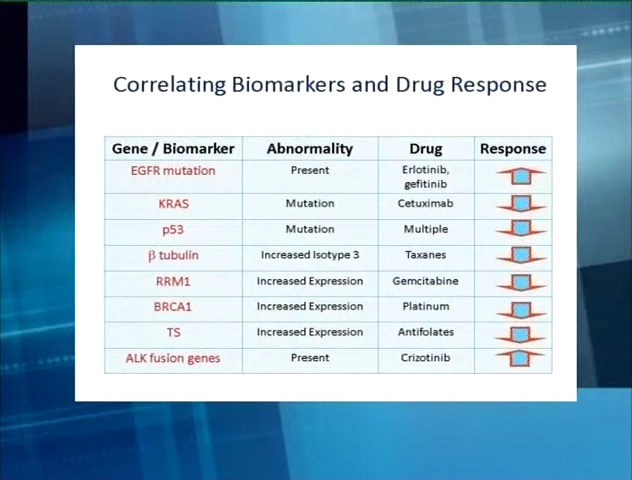 Correlating Biomarkers and Drug Response
Gene / Biomarker Abnormality Drug Response
EGFR mutation Present Erlotinib,
gefitinib
KRAS Mutation Cetuximab
p53 Mutation Multiple
β tubulin Increased Isotype 3 Taxanes
RRM1 Increased Expression Gemcitabine
BRCA1 Increased Expression Platinum
TS Increased Expression Antifolates
ALK fusion genes Present Crizotinib